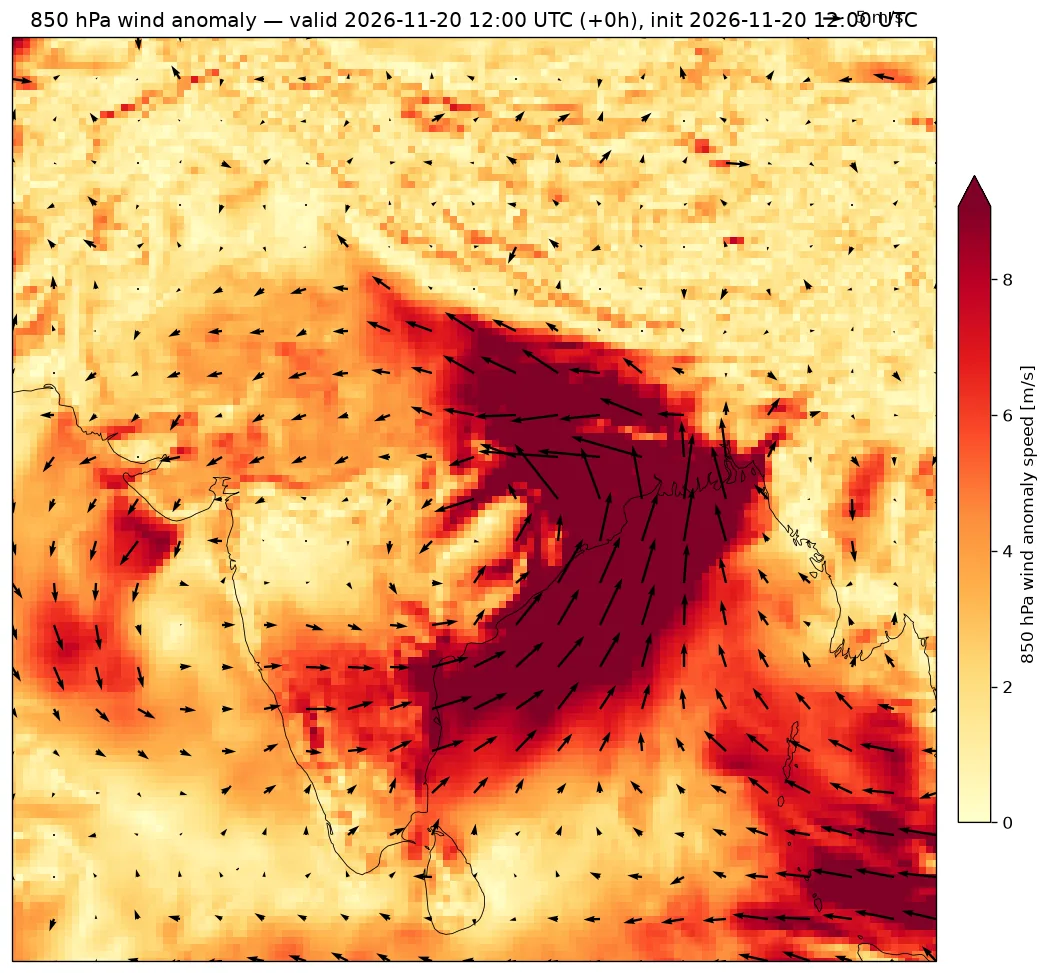 850 hPa wind anomaly — valid 2026-11-20 12:00 UTC (+0h), init 2026-11-20 12:00 UTC
5 m/s
8
6
4
2
0
850 hPa wind anomaly speed [m/s]